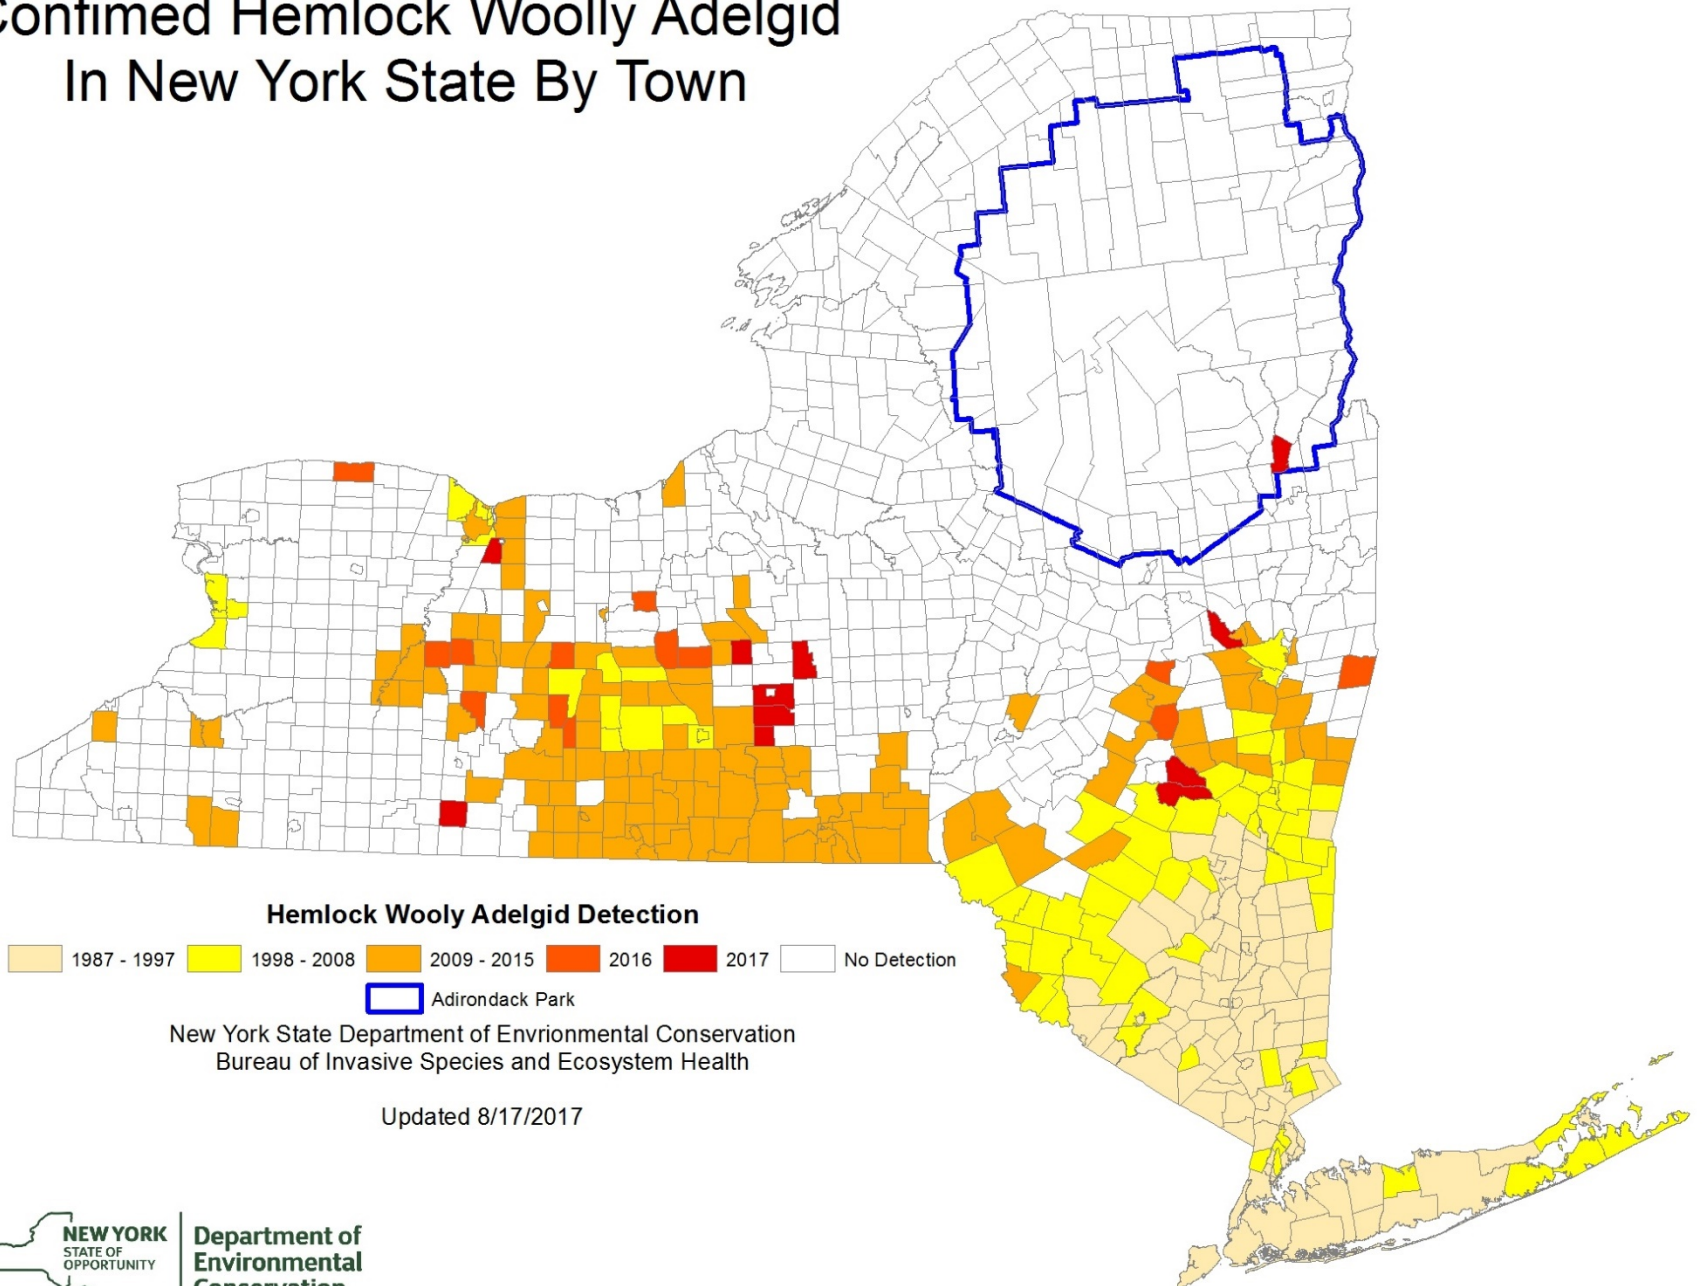 Confimed Hemlock Woolly Adelgid
In New York State By Town
Hemlock Wooly Adelgid Detection
1987 - 1997
1998 - 2008
2009 - 2015
2016
2017
No Detection
Adirondack Park
New York State Department of Envrionmental Conservation
Bureau of Invasive Species and Ecosystem Health
Updated 8/17/2017
NEW YORK
STATE OF
OPPORTUNITY
Department of
Environmental
Conservation